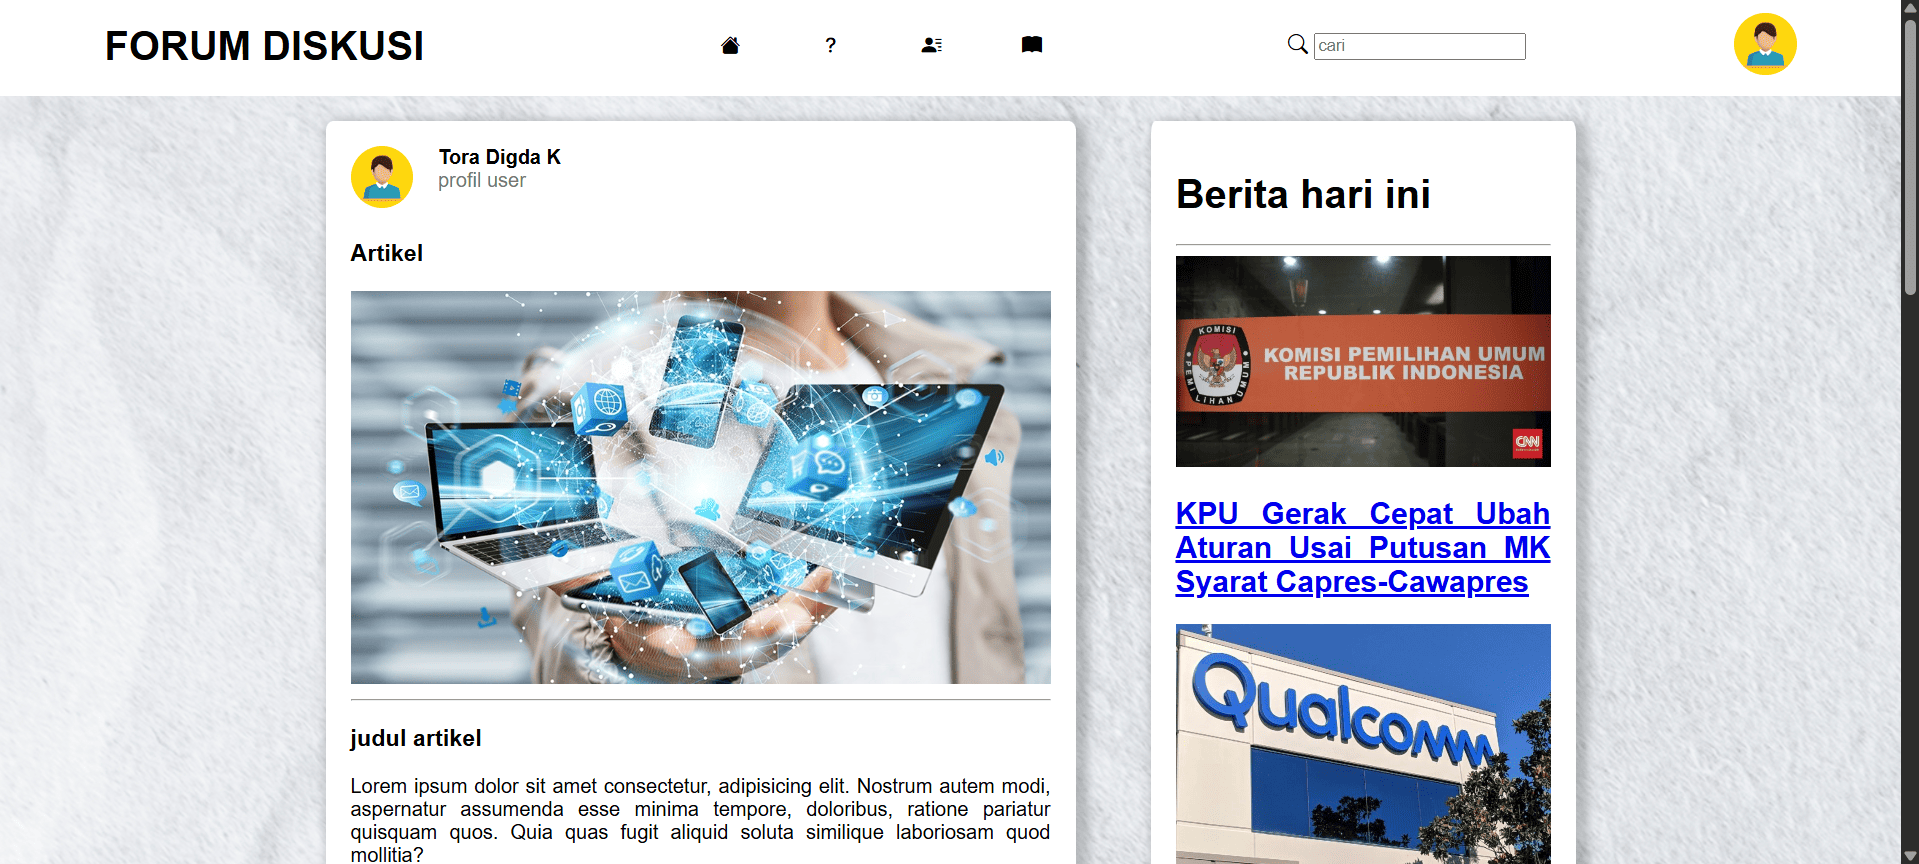 FORUM DISKUSI
?
cari
Tora Digda K
profil user
Artikel
judul artikel
Lorem ipsum dolor sit amet consectetur, adipisicing elit. Nostrum autem modi,
aspernatur assumenda esse minima tempore, doloribus, ratione pariatur
quisquam quos. Quia quas fugit aliquid soluta similique laboriosam quod
mollitia?
Berita hari ini
KOMISI
PEMILIHAN UMUM
KOMISI PEMILIHAN UMUM
REPUBLIK INDONESIA
CNN
KPU Gerak Cepat Ubah
Aturan Usai Putusan MK
Syarat Capres-Cawapres
Qualcomm